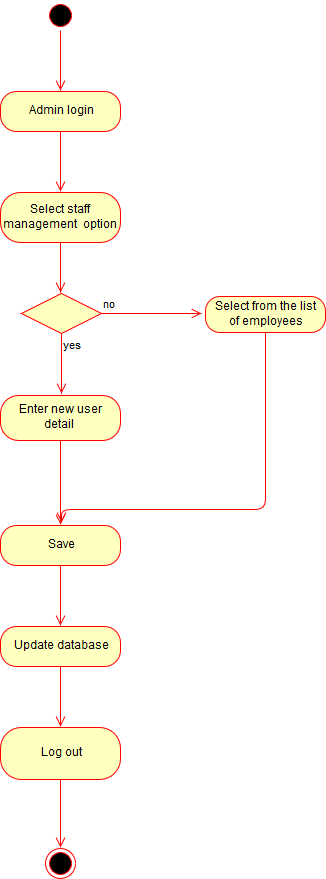 Admin login
Select staff
management  option
no
Select from the list
of employees
yes
Enter new user
detail
Save
Update database
Log out